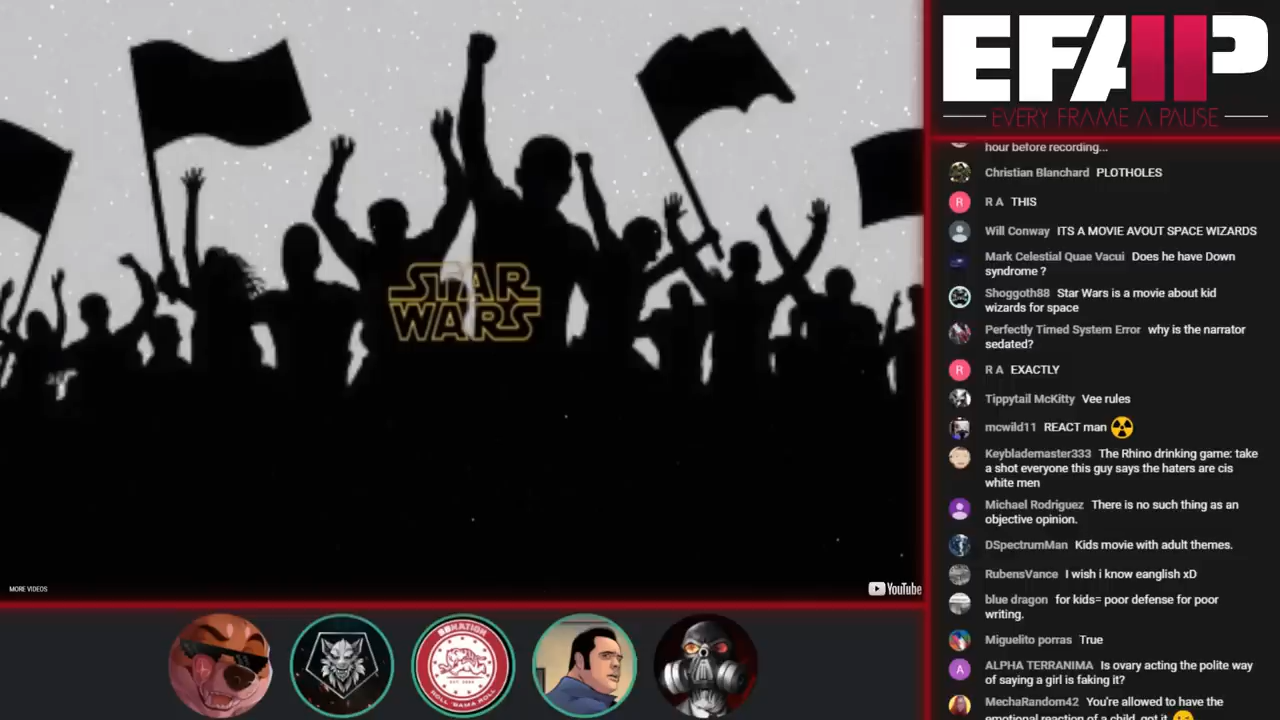 STAR
WARS
MORE VIDEOS
YouTube
EFAP
EVERY FRAME A PAUSE
hour before recording...
Christian Blanchard PLOTHOLES
R A THIS
Will Conway ITS A MOVIE AVOUT SPACE WIZARDS
Mark Celestial Quae Vacui Does he have Down
syndrome ?
Shoggoth88 Star Wars is a movie about kid
wizards for space
Perfectly Timed System Error why is the narrator
sedated?
R A EXACTLY
Tippytail McKitty Vee rules
mcwild11 REACT man ☢
Keyblademaster333 The Rhino drinking game: take
a shot everyone this guy says the haters are cis
white men
Michael Rodriguez There is no such thing as an
objective opinion.
DSpectrumMan Kids movie with adult themes.
RubensVance I wish i know eanglish xD
blue dragon for kids= poor defense for poor
writing.
Miguelito porras True
ALPHA TERRANIMA Is ovary acting the polite way
of saying a girl is faking it?
MechaRandom42 You're allowed to have the
emotional reaction of a child, got it
R
R
A
BBNATION
ROLL 'BAMA ROLL